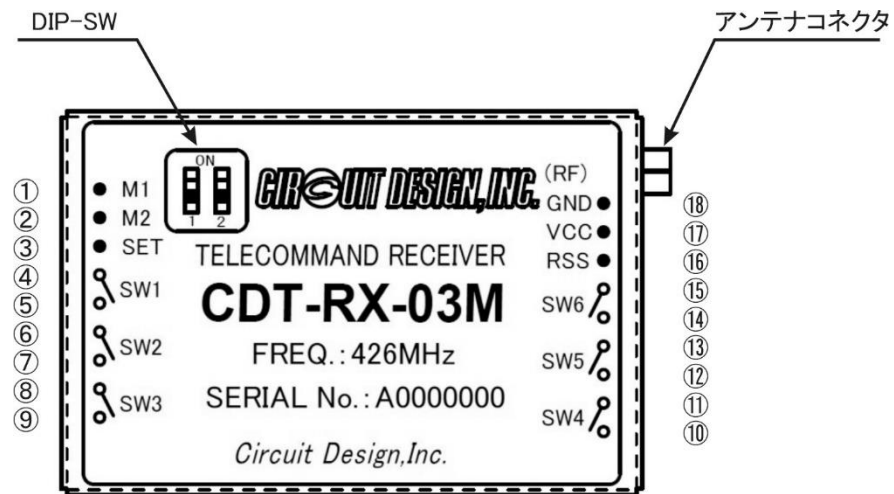 DIP-SW
アンテナコネクタ
ON
1 2
CIRCUIT DESIGN,INC.
(RF)
① M1
② M2
③ SET
④
⑤
SW1
⑥
⑦
SW2
⑧
⑨
SW3
TELECOMMAND RECEIVER
CDT-RX-03M
FREQ.:426MHz
SERIAL No.:A0000000
Circuit Design,Inc.
GND ⑱
VCC ⑰
RSS ⑯
SW6
⑮
⑭
SW5
⑬
⑫
SW4
⑪
⑩